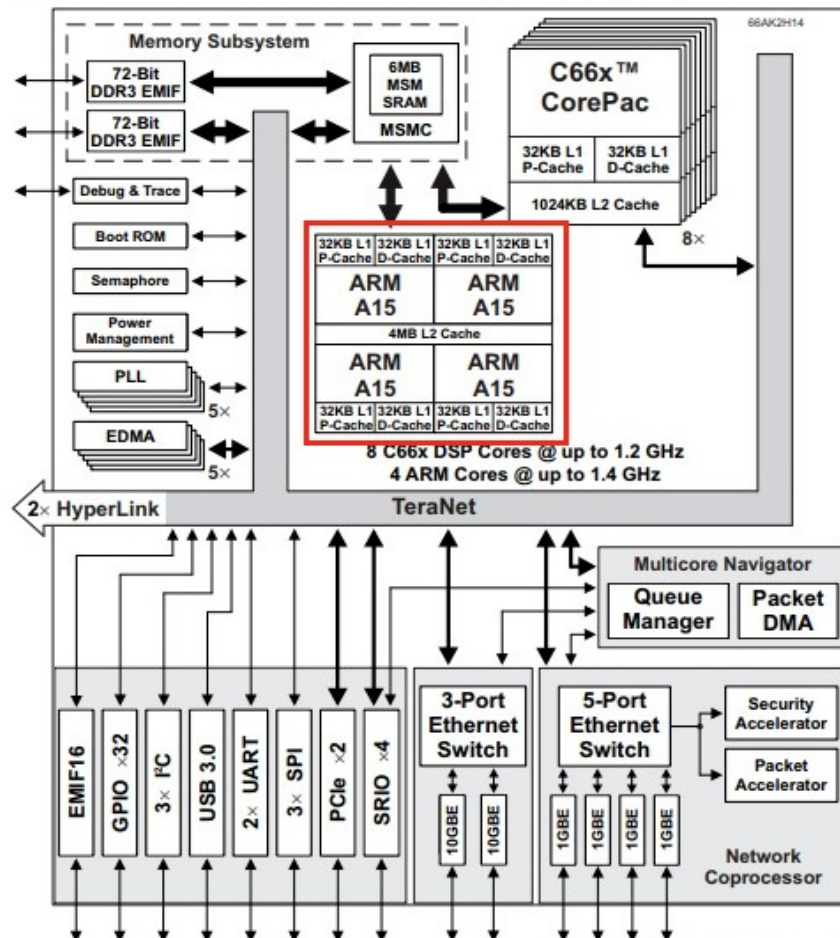 66AK2H14
Memory Subsystem
72-Bit
DDR3 EMIF
72-Bit
DDR3 EMIF
6MB
MSM
SRAM
MSMC
C66x™
CorePac
32KB L1
P-Cache
32KB L1
D-Cache
1024KB L2 Cache
8×
Debug & Trace
Boot ROM
Semaphore
Power
Management
PLL
5×
EDMA
5×
32KB L1
P-Cache
32KB L1
D-Cache
32KB L1
P-Cache
32KB L1
D-Cache
ARM
A15
ARM
A15
4MB L2 Cache
ARM
A15
ARM
A15
32KB L1
P-Cache
32KB L1
D-Cache
32KB L1
P-Cache
32KB L1
D-Cache
8 C66x DSP Cores @ up to 1.2 GHz
4 ARM Cores @ up to 1.4 GHz
2× HyperLink
TeraNet
Multicore Navigator
Queue
Manager
Packet
DMA
EMIF16
GPIO ×32
3× I²C
USB 3.0
2× UART
3× SPI
PCIe ×2
SRIO ×4
3-Port
Ethernet
Switch
10GBE
10GBE
5-Port
Ethernet
Switch
1GBE
1GBE
1GBE
1GBE
Security
Accelerator
Packet
Accelerator
Network
Coprocessor